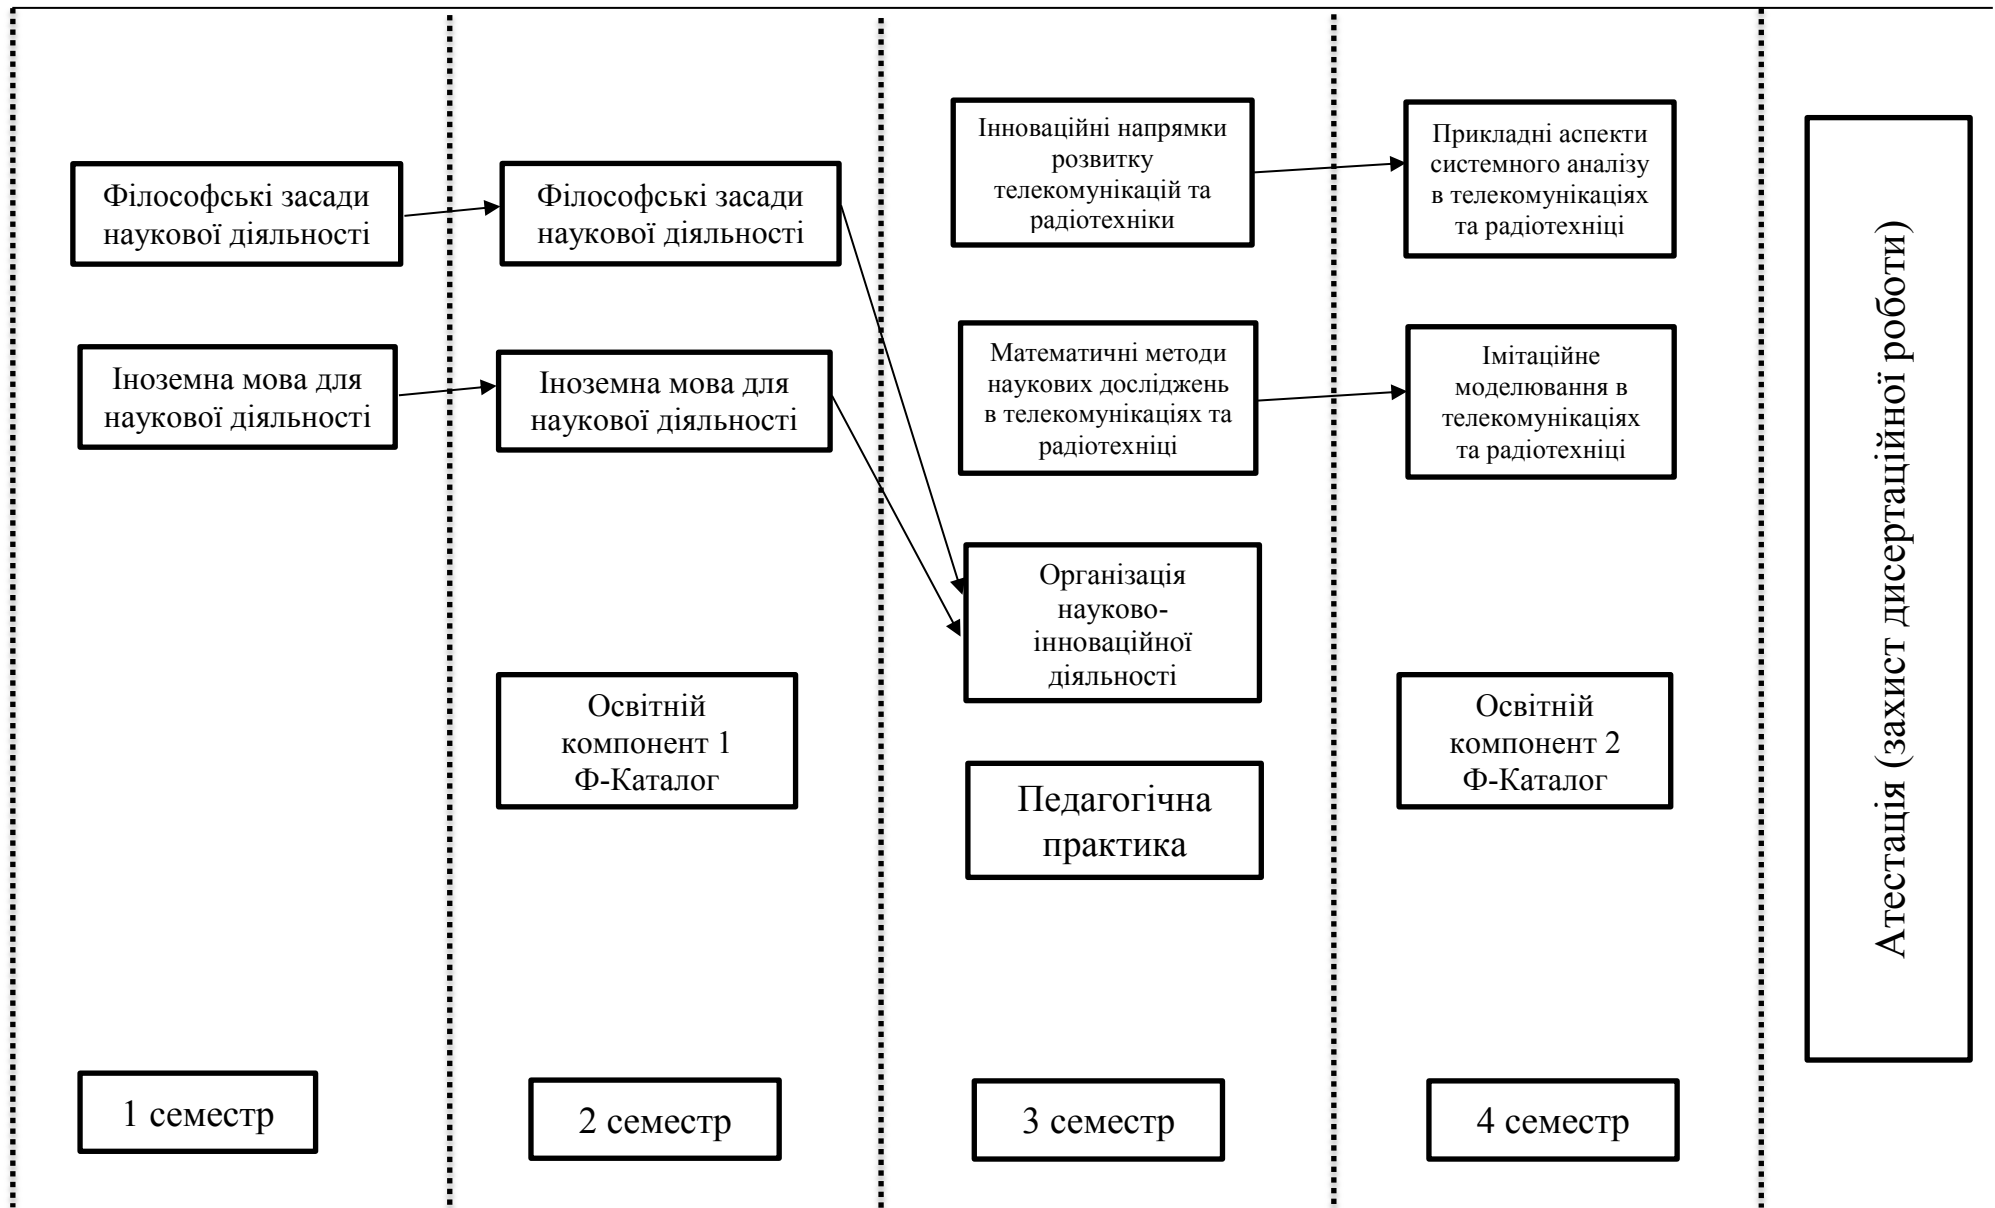 Філософські засади
наукової діяльності
Іноземна мова для
наукової діяльності
1 семестр
Філософські засади
наукової діяльності
Іноземна мова для
наукової діяльності
Освітній
компонент 1
Ф-Каталог
2 семестр
Інноваційні напрямки
розвитку
телекомунікацій та
радіотехніки
Математичні методи
наукових досліджень
в телекомунікаціях та
радіотехніці
Організація
науково-
інноваційної
діяльності
Педагогічна
практика
3 семестр
Прикладні аспекти
системного аналізу
в телекомунікаціях
та радіотехніці
Імітаційне
моделювання в
телекомунікаціях
та радіотехніці
Освітній
компонент 2
Ф-Каталог
4 семестр
Атестація (захист дисертаційної роботи)